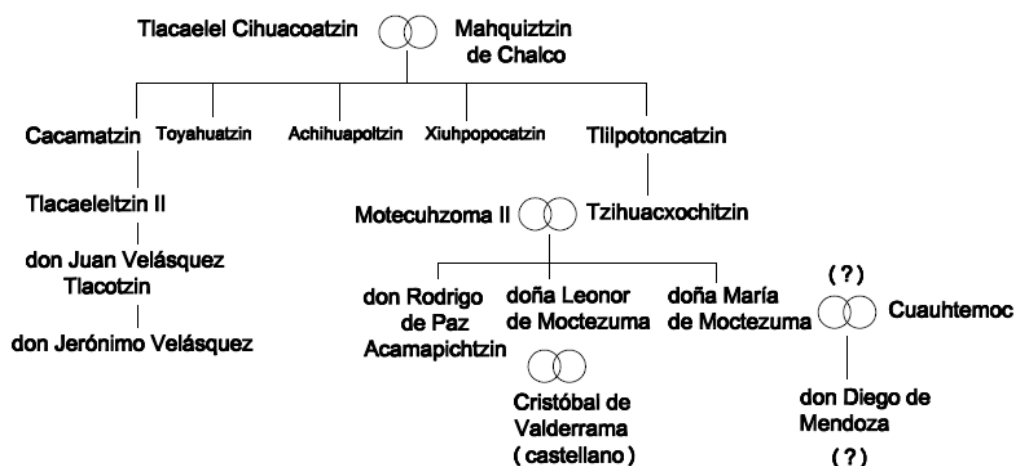 Tlacaelel Cihuacoatzin Mahquiztzin
de Chalco
Cacamatzin Toyahuatzin Achihuapoltzin Xiuhpopocatzin Tlilpotoncatzin
Tlacaeleltzin II
Motecuhzoma II Tzihuacxochitzin
don Juan Velásquez
Tlacotzin
don Jerónimo Velásquez
don Rodrigo
de Paz
Acamapichtzin
doña Leonor
de Moctezuma
doña María
de Moctezuma
(?)
Cuauhtemoc
Cristóbal de
Valderrama
( castellano )
don Diego de
Mendoza
(?)